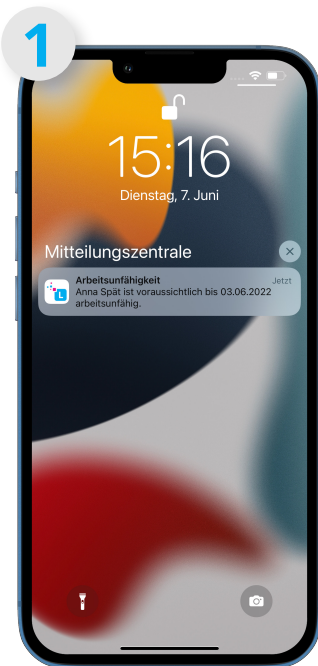 1
15:16
Dienstag, 7. Juni
Mitteilungszentrale
Arbeitsunfähigkeit Jetzt
Anna Spät ist voraussichtlich bis 03.06.2022
arbeitsunfähig.
L